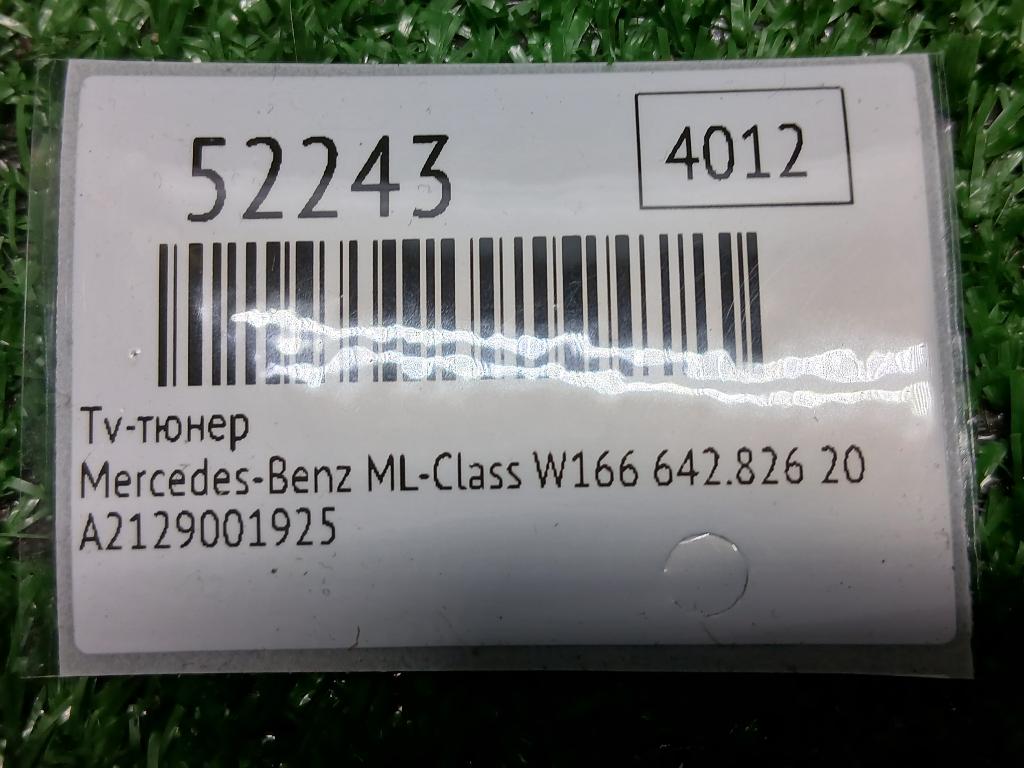 52243
4012
Tv-тюнер
Mercedes-Benz ML-Class W166 642.826 20
A2129001925